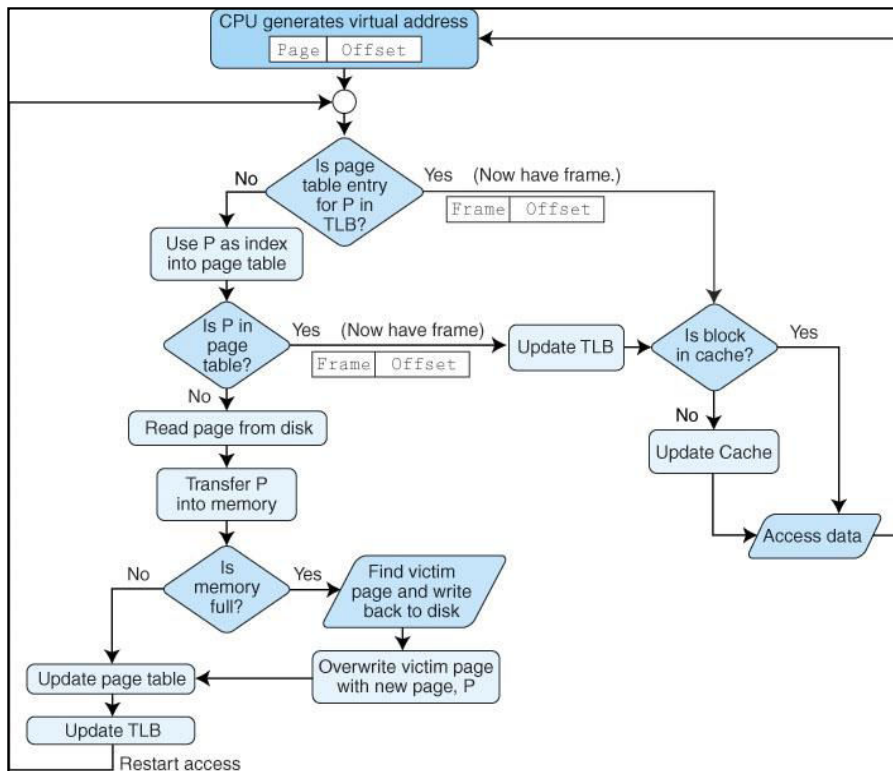 CPU generates virtual address
Page Offset
Is page
table entry
for P in
TLB?
No
Yes (Now have frame.)
Frame Offset
Use P as index
into page table
Is P in
page
table?
Yes (Now have frame)
Frame Offset
Update TLB
Is block
in cache?
Yes
No
No
Read page from disk
Update Cache
Transfer P
into memory
Access data
Is
memory
full?
No
Yes
Find victim
page and write
back to disk
Update page table
Overwrite victim page
with new page, P
Update TLB
Restart access